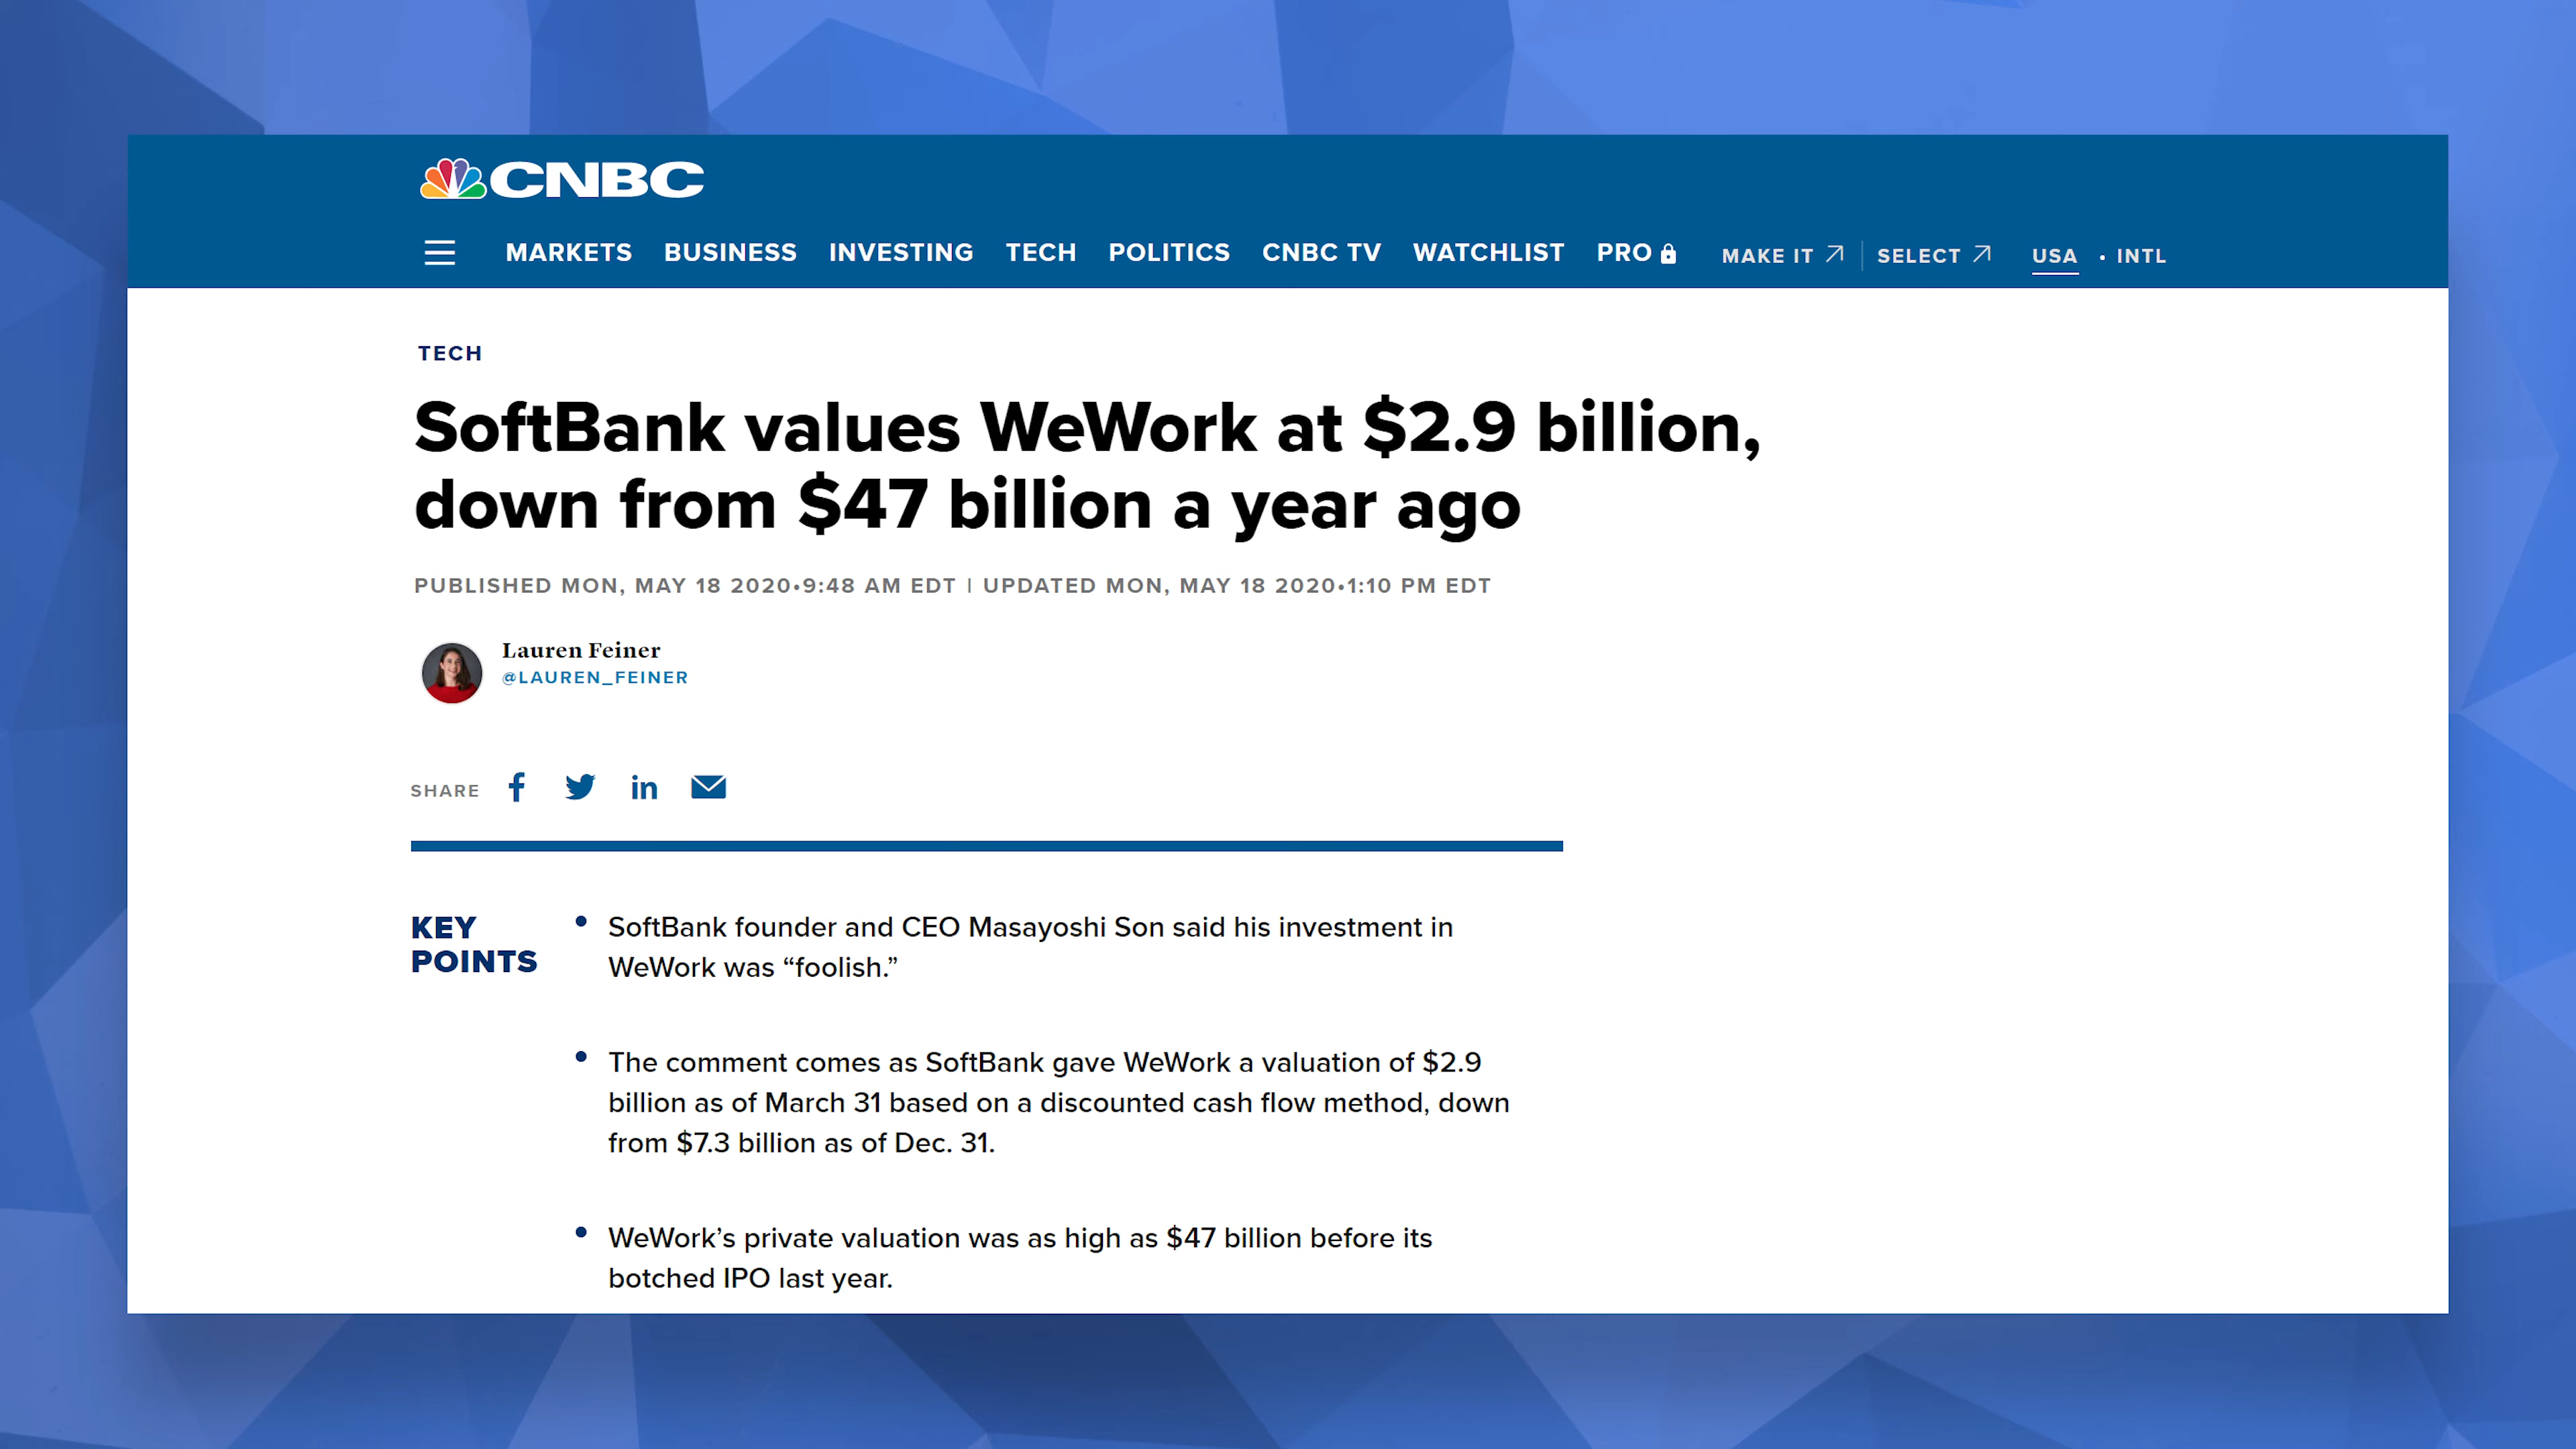 CNBC
MARKETS BUSINESS INVESTING TECH POLITICS CNBC TV WATCHLIST PRO MAKE IT SELECT USA • INTL
TECH
SoftBank values WeWork at $2.9 billion,
down from $47 billion a year ago
PUBLISHED MON, MAY 18 2020•9:48 AM EDT | UPDATED MON, MAY 18 2020•1:10 PM EDT
Lauren Feiner
@LAUREN_FEINER
SHARE
KEY
POINTS
• SoftBank founder and CEO Masayoshi Son said his investment in
WeWork was “foolish.”
• The comment comes as SoftBank gave WeWork a valuation of $2.9
billion as of March 31 based on a discounted cash flow method, down
from $7.3 billion as of Dec. 31.
• WeWork’s private valuation was as high as $47 billion before its
botched IPO last year.